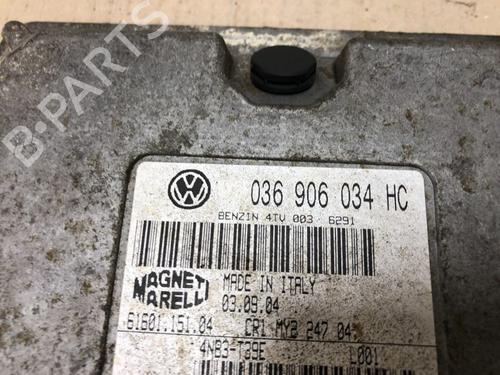 B-PARTS
036 906 034 HC
BENZIN 4TV 003 6291
MAGNETI MARELLI
MADE IN ITALY
03.09.04
61601.151.04 CR1 MY3 247 04
4NB3-T39E L001